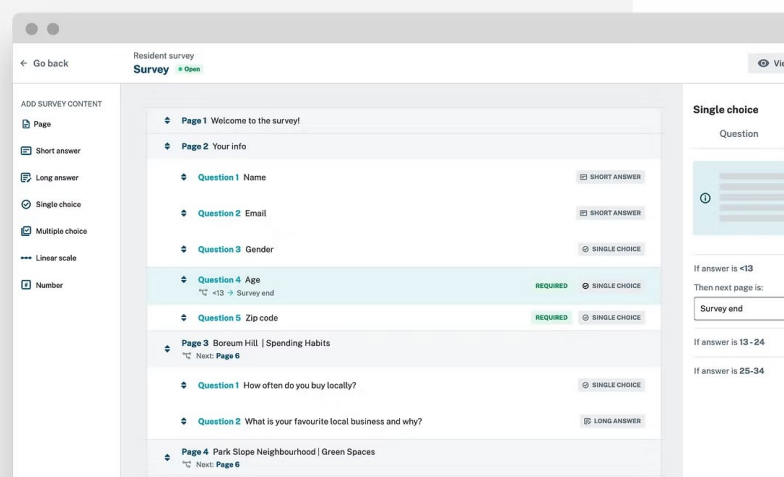 Go back
Resident survey
Survey Open
ADD SURVEY CONTENT
Page
Short answer
Long answer
Single choice
Multiple choice
Linear scale
Number
Page 1 Welcome to the survey!
Page 2 Your info
Question 1 Name SHORT ANSWER
Question 2 Email SHORT ANSWER
Question 3 Gender SINGLE CHOICE
Question 4 Age REQUIRED SINGLE CHOICE
<13 → Survey end
Question 5 Zip code REQUIRED SINGLE CHOICE
Page 3 Boreum Hill | Spending Habits
Next: Page 6
Question 1 How often do you buy locally? SINGLE CHOICE
Question 2 What is your favourite local business and why? LONG ANSWER
Page 4 Park Slope Neighbourhood | Green Spaces
Next: Page 6
Single choice
Question
If answer is <13
Then next page is:
Survey end
If answer is 13-24
If answer is 25-34